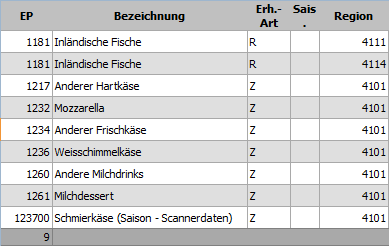 EP Bezeichnung Erh.-Art Sais. Region
1181 Inländische Fische R 4111
1181 Inländische Fische R 4114
1217 Anderer Hartkäse Z 4101
1232 Mozzarella Z 4101
1234 Anderer Frischkäse Z 4101
1236 Weisschimmelkäse Z 4101
1260 Andere Milchdrinks Z 4101
1261 Milchdessert Z 4101
123700 Schmierkäse (Saison - Scannerdaten) Z 4101
9